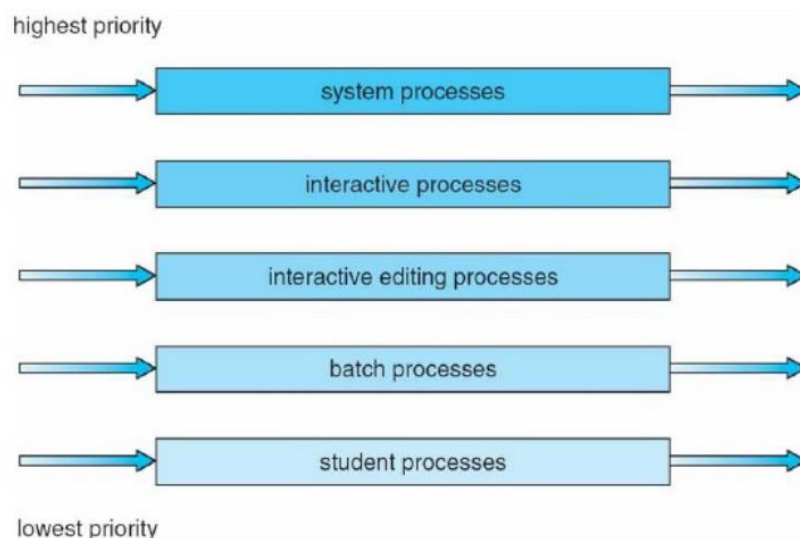 highest priority
system processes
interactive processes
interactive editing processes
batch processes
student processes
lowest priority